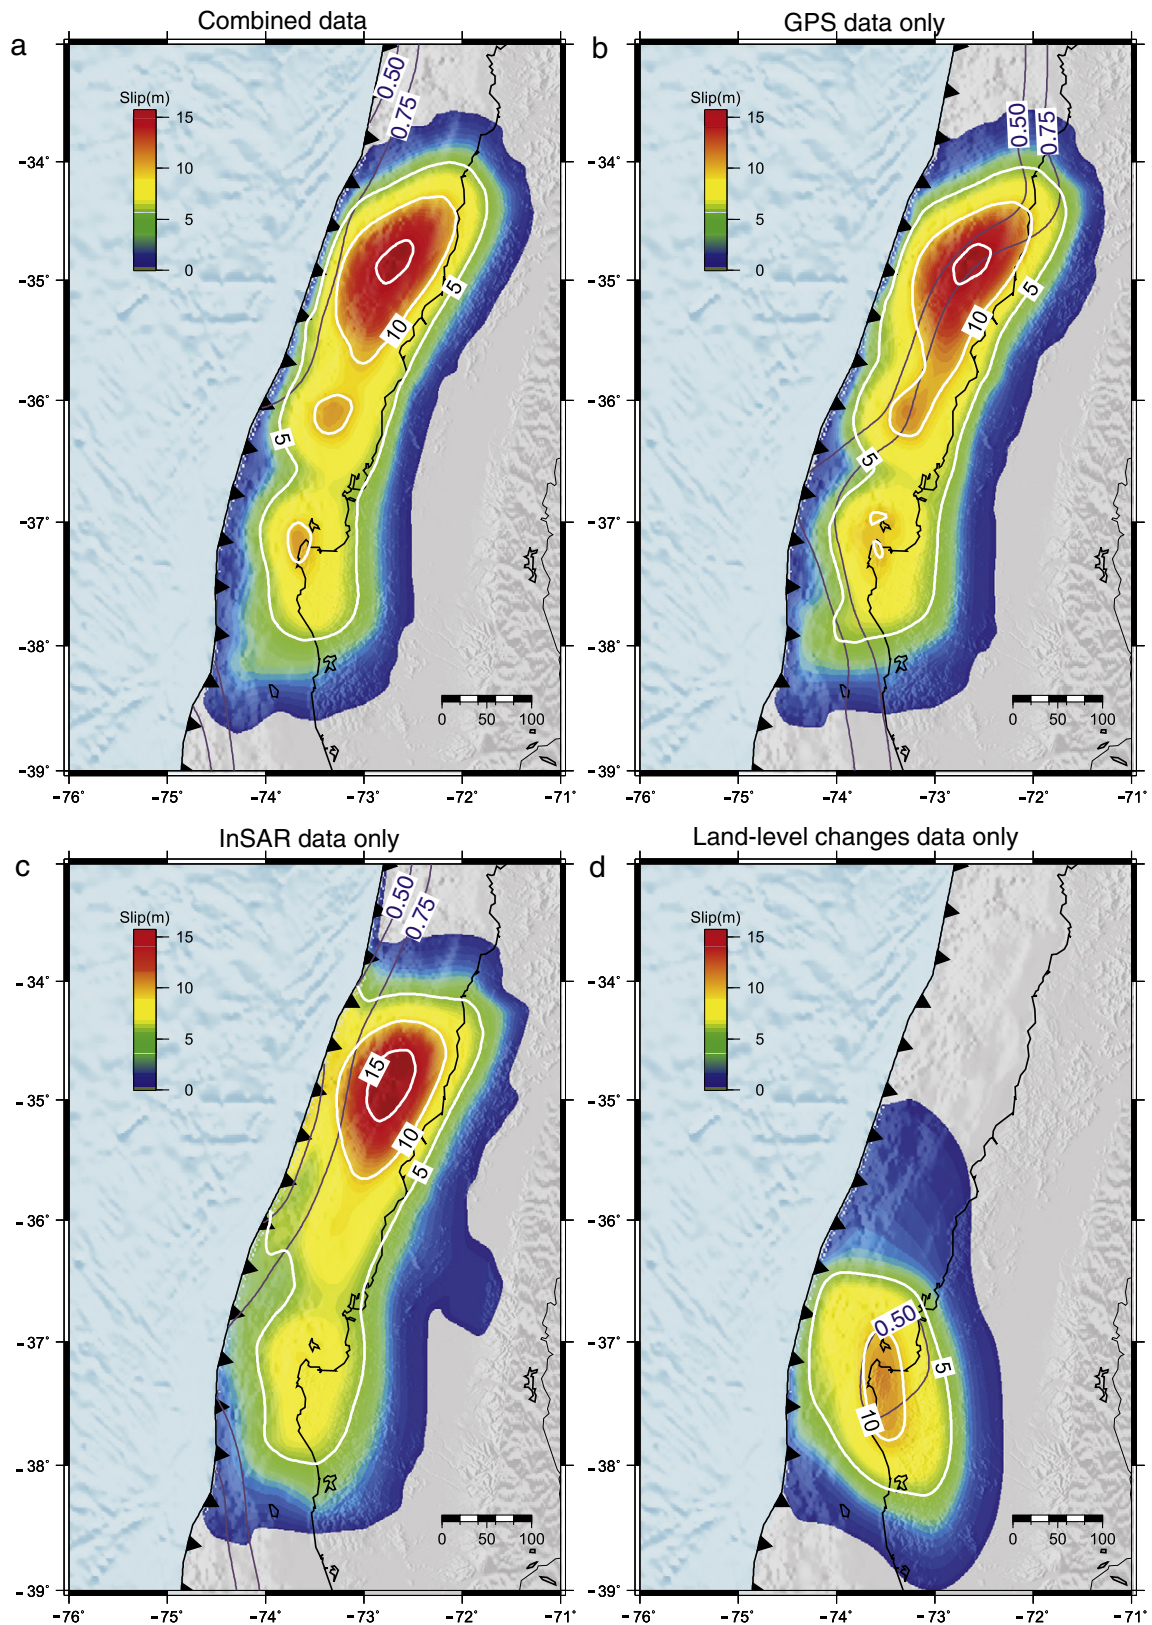 Combined data
a
Slip(m)
15
10
5
0
0.50
0.75
5
10
5
0 50 100
-34°
-35°
-36°
-37°
-38°
-39°
-76° -75° -74° -73° -72° -71°
GPS data only
b
Slip(m)
15
10
5
0
0.50
0.75
5
10
5
0 50 100
-34°
-35°
-36°
-37°
-38°
-39°
-76° -75° -74° -73° -72° -71°
InSAR data only
c
Slip(m)
15
10
5
0
0.50
0.75
15
10
5
0 50 100
-34°
-35°
-36°
-37°
-38°
-39°
-76° -75° -74° -73° -72° -71°
Land-level changes data only
d
Slip(m)
15
10
5
0
0.50
5
10
0 50 100
-34°
-35°
-36°
-37°
-38°
-39°
-76° -75° -74° -73° -72° -71°